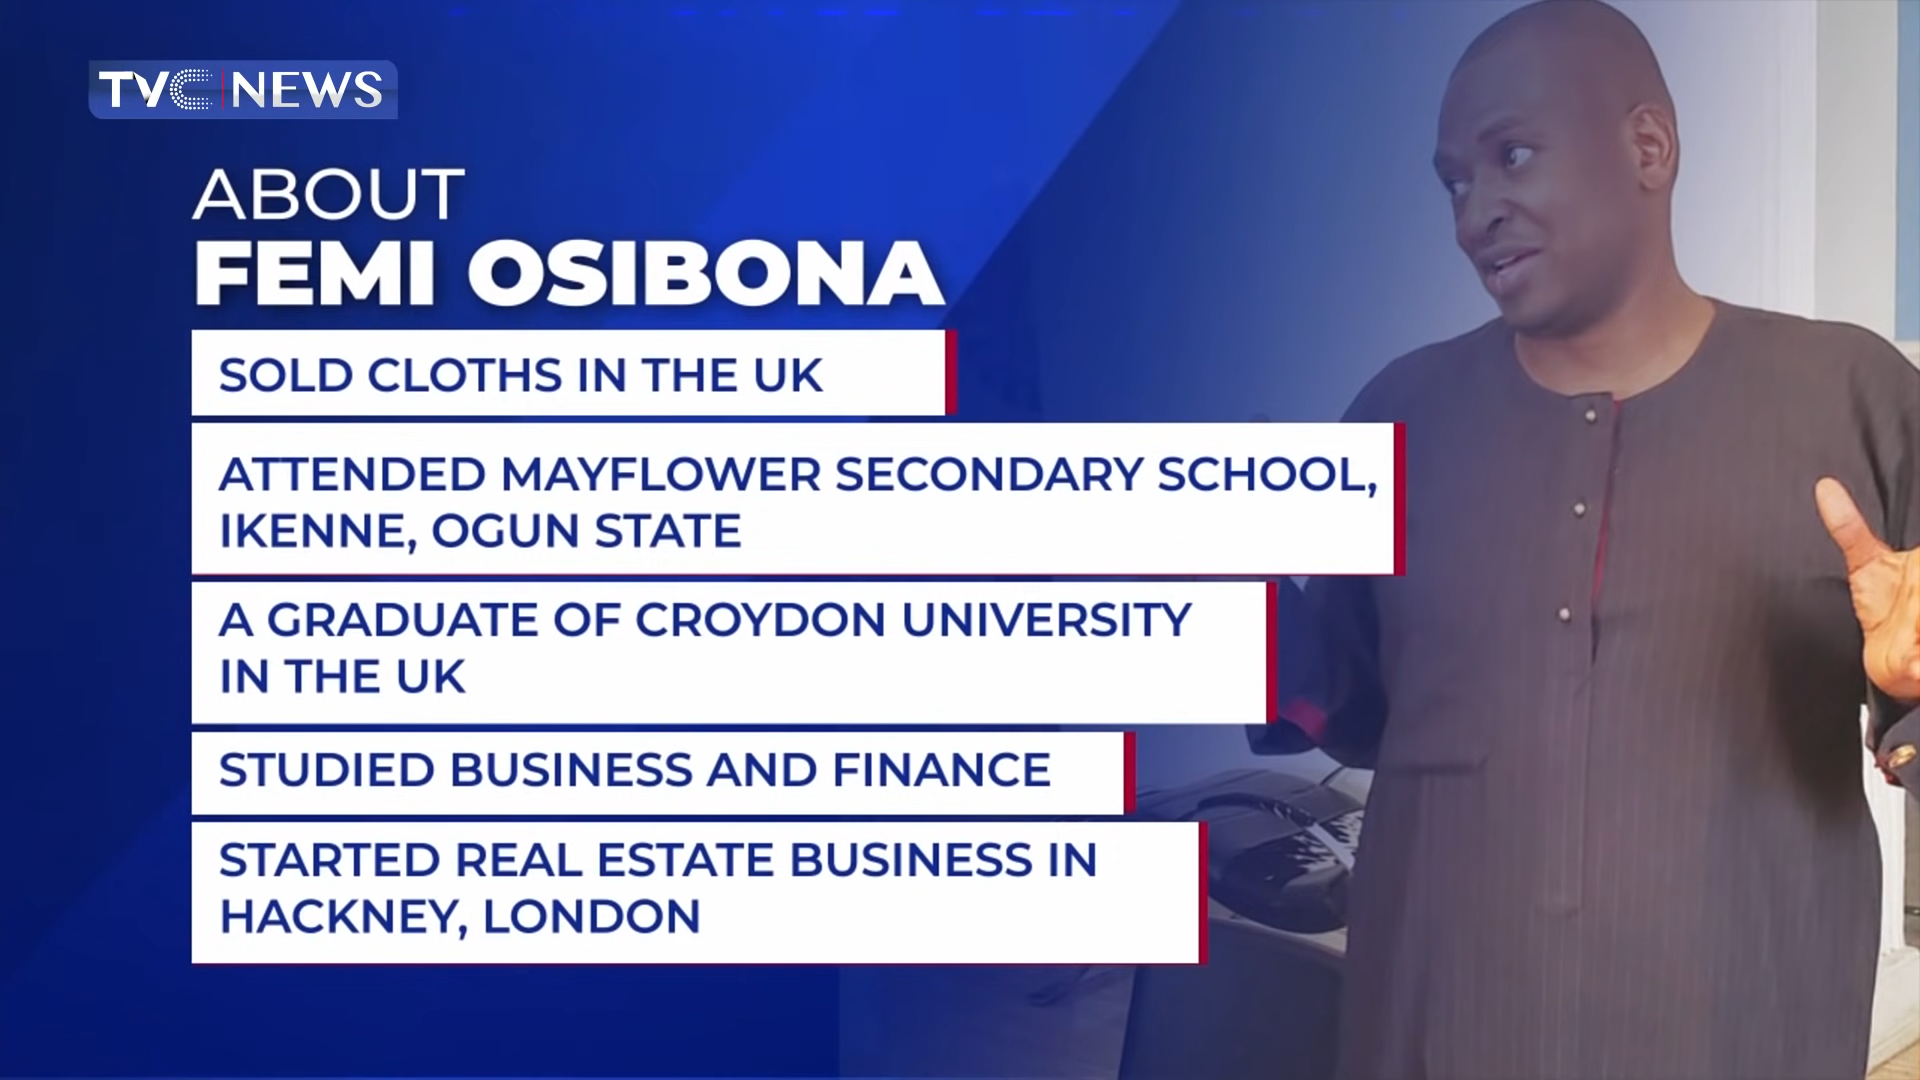 TVC NEWS
ABOUT
FEMI OSIBONA
SOLD CLOTHS IN THE UK
ATTENDED MAYFLOWER SECONDARY SCHOOL,
IKENNE, OGUN STATE
A GRADUATE OF CROYDON UNIVERSITY
IN THE UK
STUDIED BUSINESS AND FINANCE
STARTED REAL ESTATE BUSINESS IN
HACKNEY, LONDON